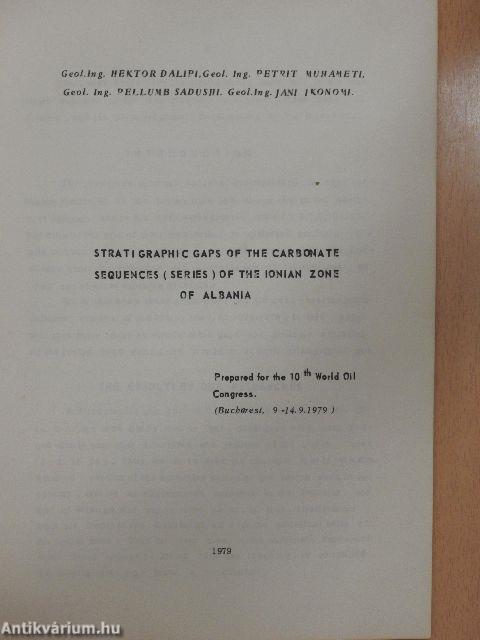 Geol.Ing. HEKTOR DALIPI, Geol. Ing. PETRIT MUHAMETI,
Geol. Ing. PELLUMB SADUSHI. Geol.Ing. JANI IKONOMI.
STRATIGRAPHIC GAPS OF THE CARBONATE
SEQUENCES (SERIES) OF THE IONIAN ZONE
OF ALBANIA
Prepared for the 10 th World Oil
Congress.
(Bucharest, 9-14.9.1979)
1979
Antikvárium.hu